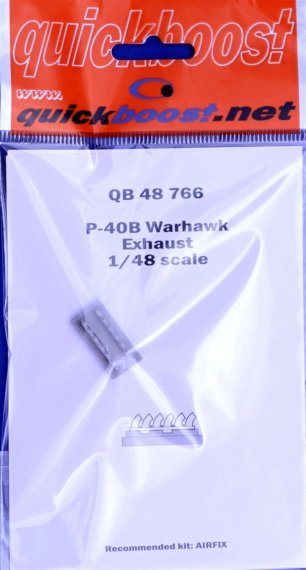 quickboost
www.
quickboost.net
QB 48 766
P-40B Warhawk
Exhaust
1/48 scale
Recommended kit: AIRFIX